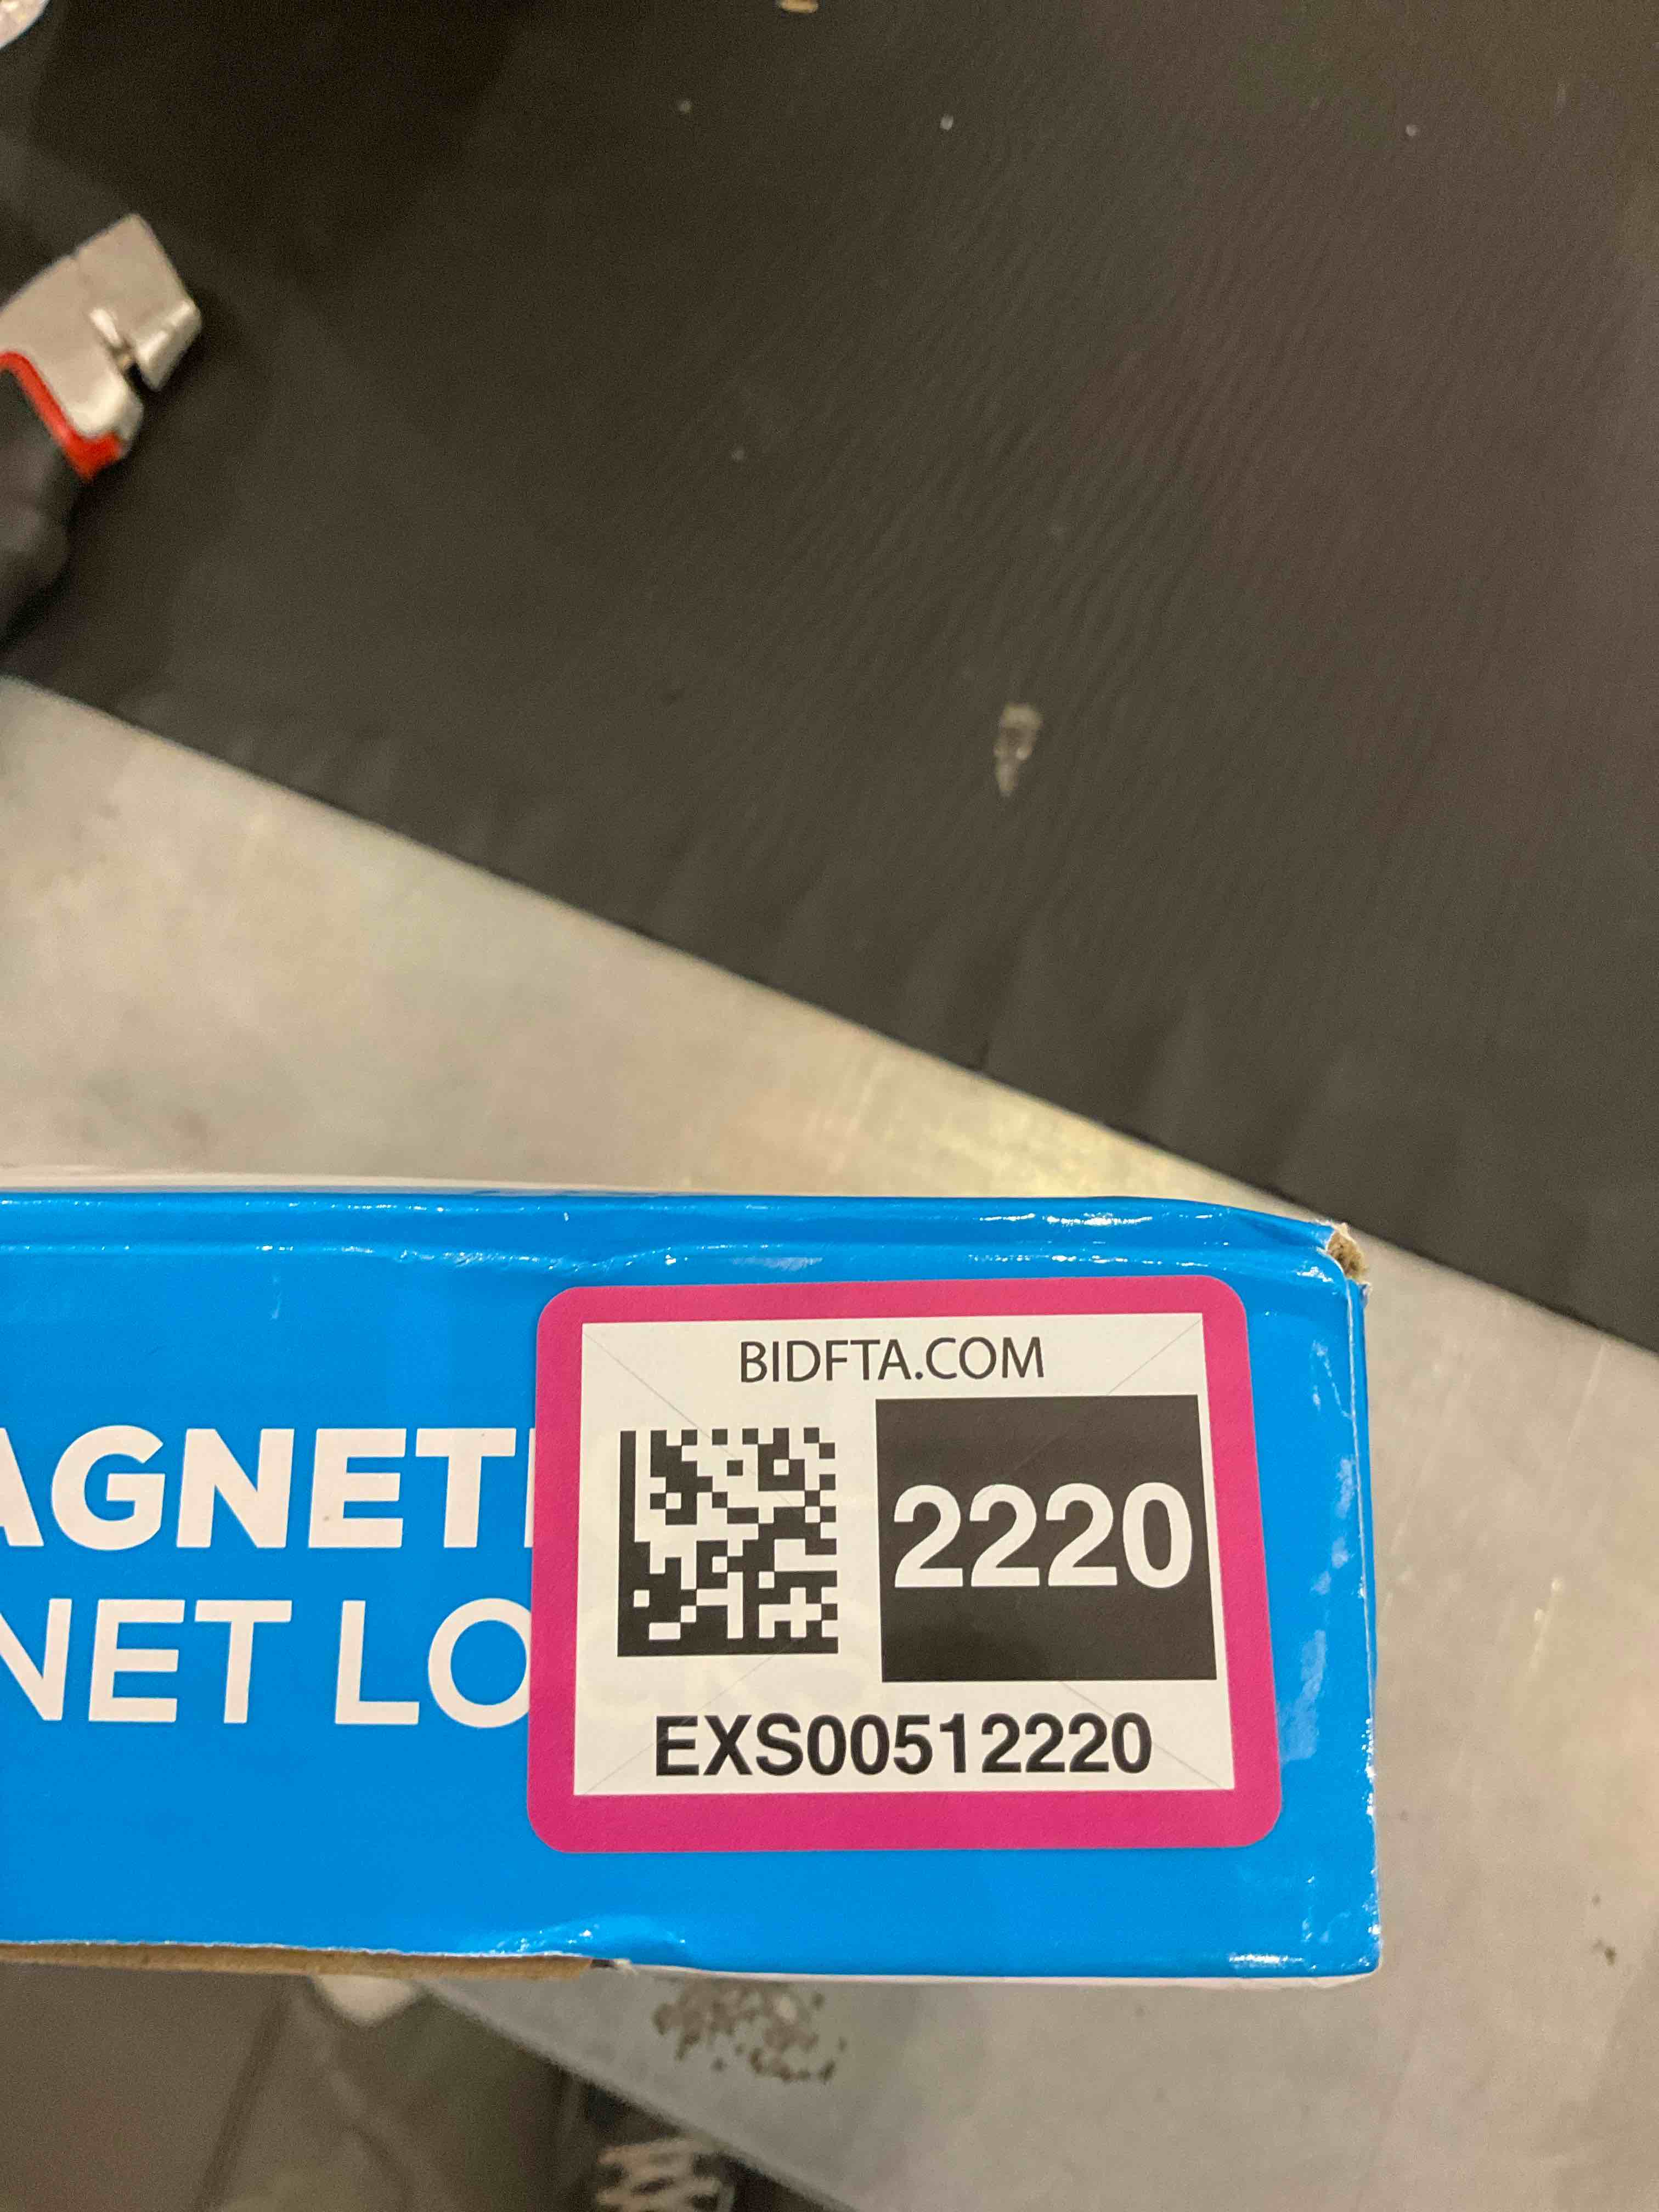 BIDFTA.COM
2220
EXS00512220
AGNETI
NET LO